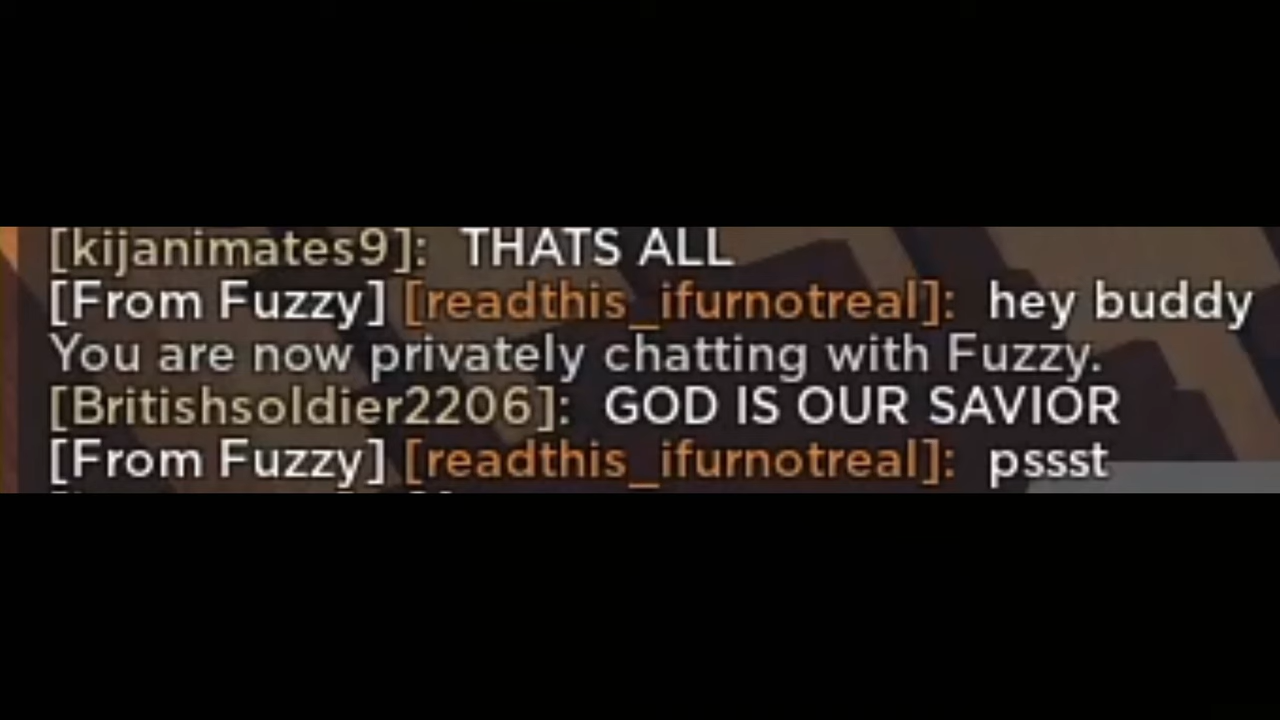 [kijanimates9]: THATS ALL
[From Fuzzy] [readthis_ifurnotreal]: hey buddy
You are now privately chatting with Fuzzy.
[Britishsoldier2206]: GOD IS OUR SAVIOR
[From Fuzzy] [readthis_ifurnotreal]: pssst